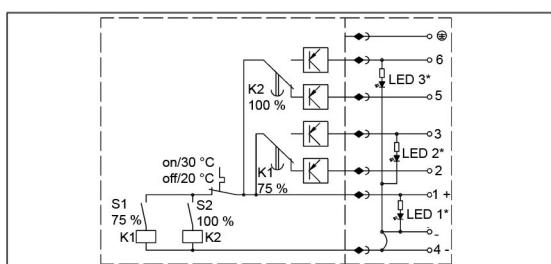 6
LED 3*
K2
100 %
5
3
on/30 °C
off/20 °C
LED 2*
K1
75 %
2
1 +
S1
75 %
S2
100 %
LED 1*
K1
K2
-
4 -